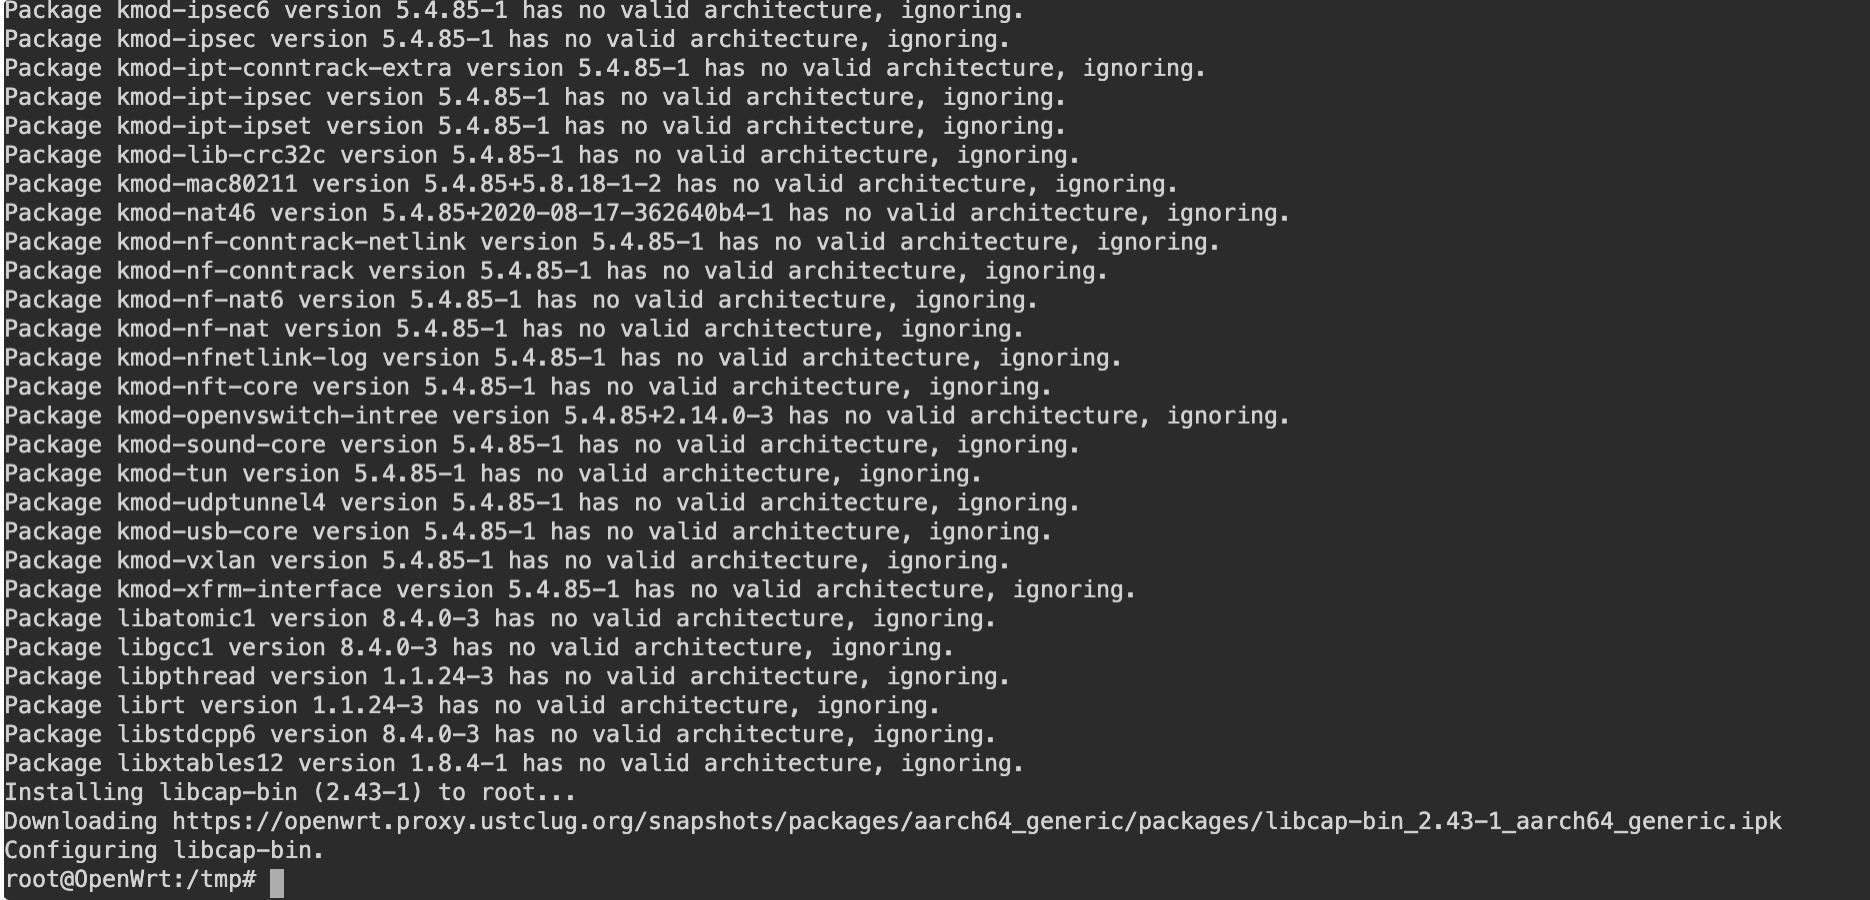 Package kmod-ipsec6 version 5.4.85-1 has no valid architecture, ignoring.
Package kmod-ipsec version 5.4.85-1 has no valid architecture, ignoring.
Package kmod-ipt-conntrack-extra version 5.4.85-1 has no valid architecture, ignoring.
Package kmod-ipt-ipsec version 5.4.85-1 has no valid architecture, ignoring.
Package kmod-ipt-ipset version 5.4.85-1 has no valid architecture, ignoring.
Package kmod-lib-crc32c version 5.4.85-1 has no valid architecture, ignoring.
Package kmod-mac80211 version 5.4.85+5.8.18-1-2 has no valid architecture, ignoring.
Package kmod-nat46 version 5.4.85+2020-08-17-362640b4-1 has no valid architecture, ignoring.
Package kmod-nf-conntrack-netlink version 5.4.85-1 has no valid architecture, ignoring.
Package kmod-nf-conntrack version 5.4.85-1 has no valid architecture, ignoring.
Package kmod-nf-nat6 version 5.4.85-1 has no valid architecture, ignoring.
Package kmod-nf-nat version 5.4.85-1 has no valid architecture, ignoring.
Package kmod-nfnetlink-log version 5.4.85-1 has no valid architecture, ignoring.
Package kmod-nft-core version 5.4.85-1 has no valid architecture, ignoring.
Package kmod-openvswitch-intree version 5.4.85+2.14.0-3 has no valid architecture, ignoring.
Package kmod-sound-core version 5.4.85-1 has no valid architecture, ignoring.
Package kmod-tun version 5.4.85-1 has no valid architecture, ignoring.
Package kmod-udptunnel4 version 5.4.85-1 has no valid architecture, ignoring.
Package kmod-usb-core version 5.4.85-1 has no valid architecture, ignoring.
Package kmod-vxlan version 5.4.85-1 has no valid architecture, ignoring.
Package kmod-xfrm-interface version 5.4.85-1 has no valid architecture, ignoring.
Package libatomic1 version 8.4.0-3 has no valid architecture, ignoring.
Package libgcc1 version 8.4.0-3 has no valid architecture, ignoring.
Package libpthread version 1.1.24-3 has no valid architecture, ignoring.
Package librt version 1.1.24-3 has no valid architecture, ignoring.
Package libstdcpp6 version 8.4.0-3 has no valid architecture, ignoring.
Package libxtables12 version 1.8.4-1 has no valid architecture, ignoring.
Installing libcap-bin (2.43-1) to root...
Downloading https://openwrt.proxy.ustclug.org/snapshots/packages/aarch64_generic/packages/libcap-bin_2.43-1_aarch64_generic.ipk
Configuring libcap-bin.
root@OpenWrt:/tmp#